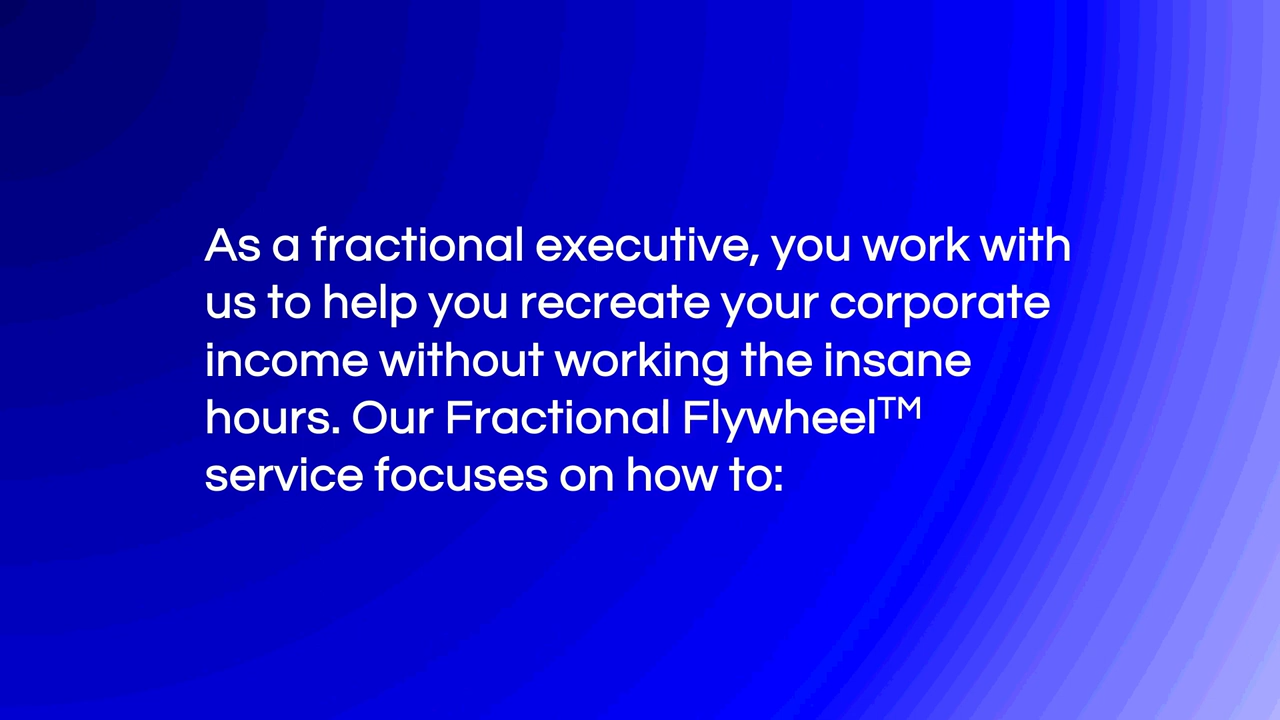 As a fractional executive, you work with
us to help you recreate your corporate
income without working the insane
hours. Our Fractional Flywheel™
service focuses on how to: